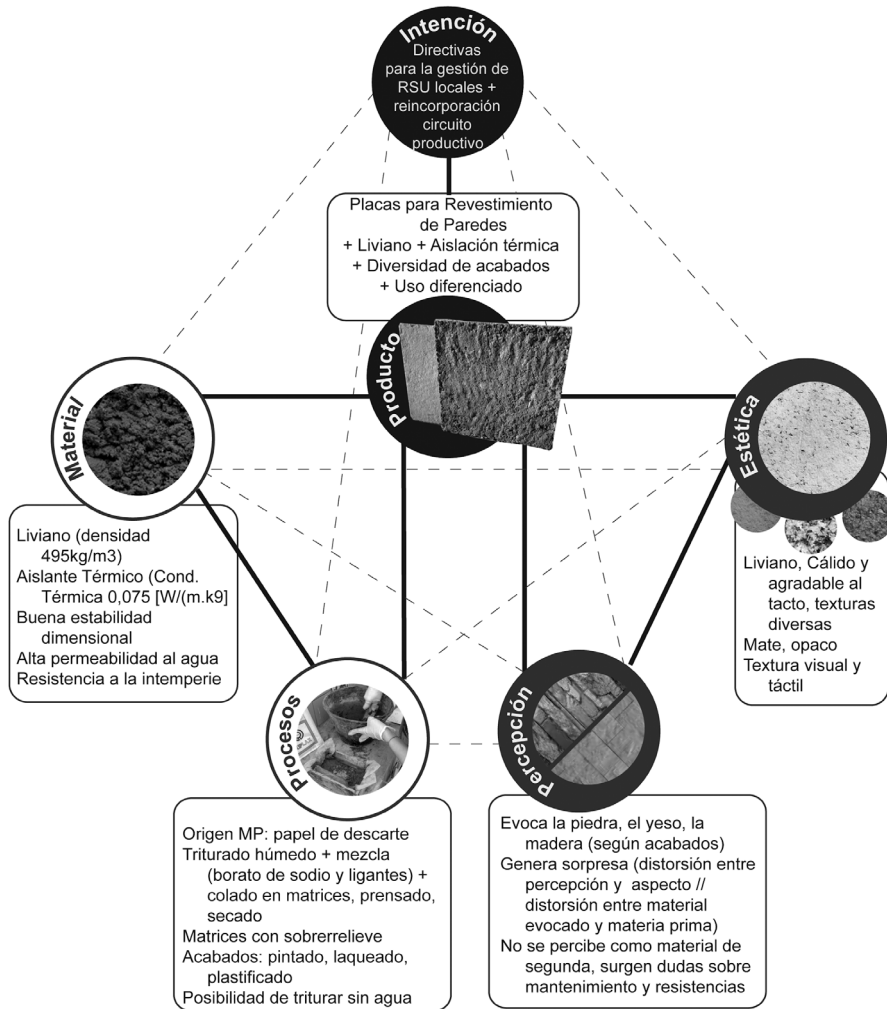 Intención
Directivas
para la gestión de
RSU locales +
reincorporación
circuito
productivo
Placas para Revestimiento
de Paredes
+ Liviano + Aislación térmica
+ Diversidad de acabados
+ Uso diferenciado
Producto
Material
Liviano (densidad
495kg/m3)
Aislante Térmico (Cond.
Térmica 0,075 [W/(m.k9]
Buena estabilidad
dimensional
Alta permeabilidad al agua
Resistencia a la intemperie
Estética
Liviano, Cálido y
agradable al
tacto, texturas
diversas
Mate, opaco
Textura visual y
táctil
Procesos
Origen MP: papel de descarte
Triturado húmedo + mezcla
(borato de sodio y ligantes) +
colado en matrices, prensado,
secado
Matrices con sobrerrelieve
Acabados: pintado, laqueado,
plastificado
Posibilidad de triturar sin agua
Percepción
Evoca la piedra, el yeso, la
madera (según acabados)
Genera sorpresa (distorsión entre
percepción y aspecto //
distorsión entre material
evocado y materia prima)
No se percibe como material de
segunda, surgen dudas sobre
mantenimiento y resistencias